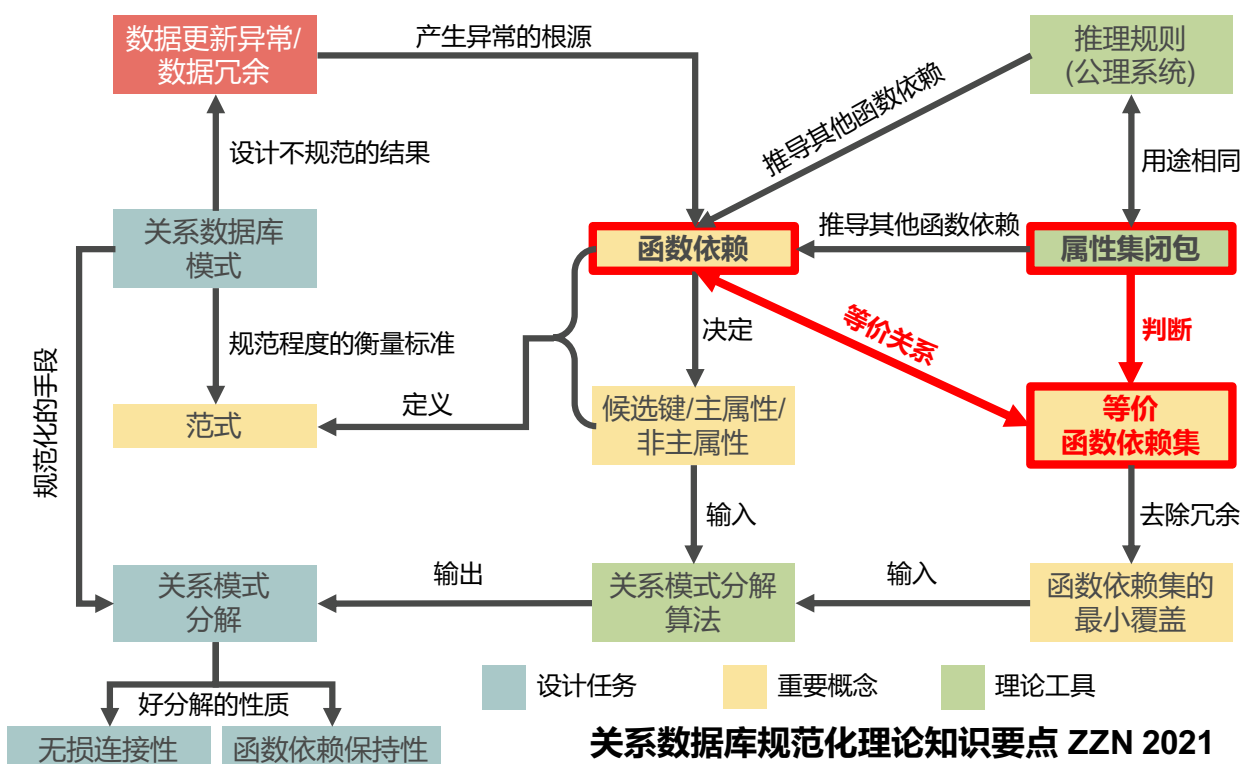 数据更新异常/
数据冗余
产生异常的根源
推理规则
(公理系统)
推导其他函数依赖
设计不规范的结果
用途相同
关系数据库
模式
函数依赖
推导其他函数依赖
属性集闭包
规范程度的衡量标准
决定
等价关系
判断
规范化的手段
范式
定义
候选键/主属性/
非主属性
等价
函数依赖集
输入
去除冗余
关系模式
分解
输出
关系模式分解
算法
输入
函数依赖集的
最小覆盖
好分解的性质
设计任务
重要概念
理论工具
无损连接性
函数依赖保持性
关系数据库规范化理论知识要点 ZZN 2021